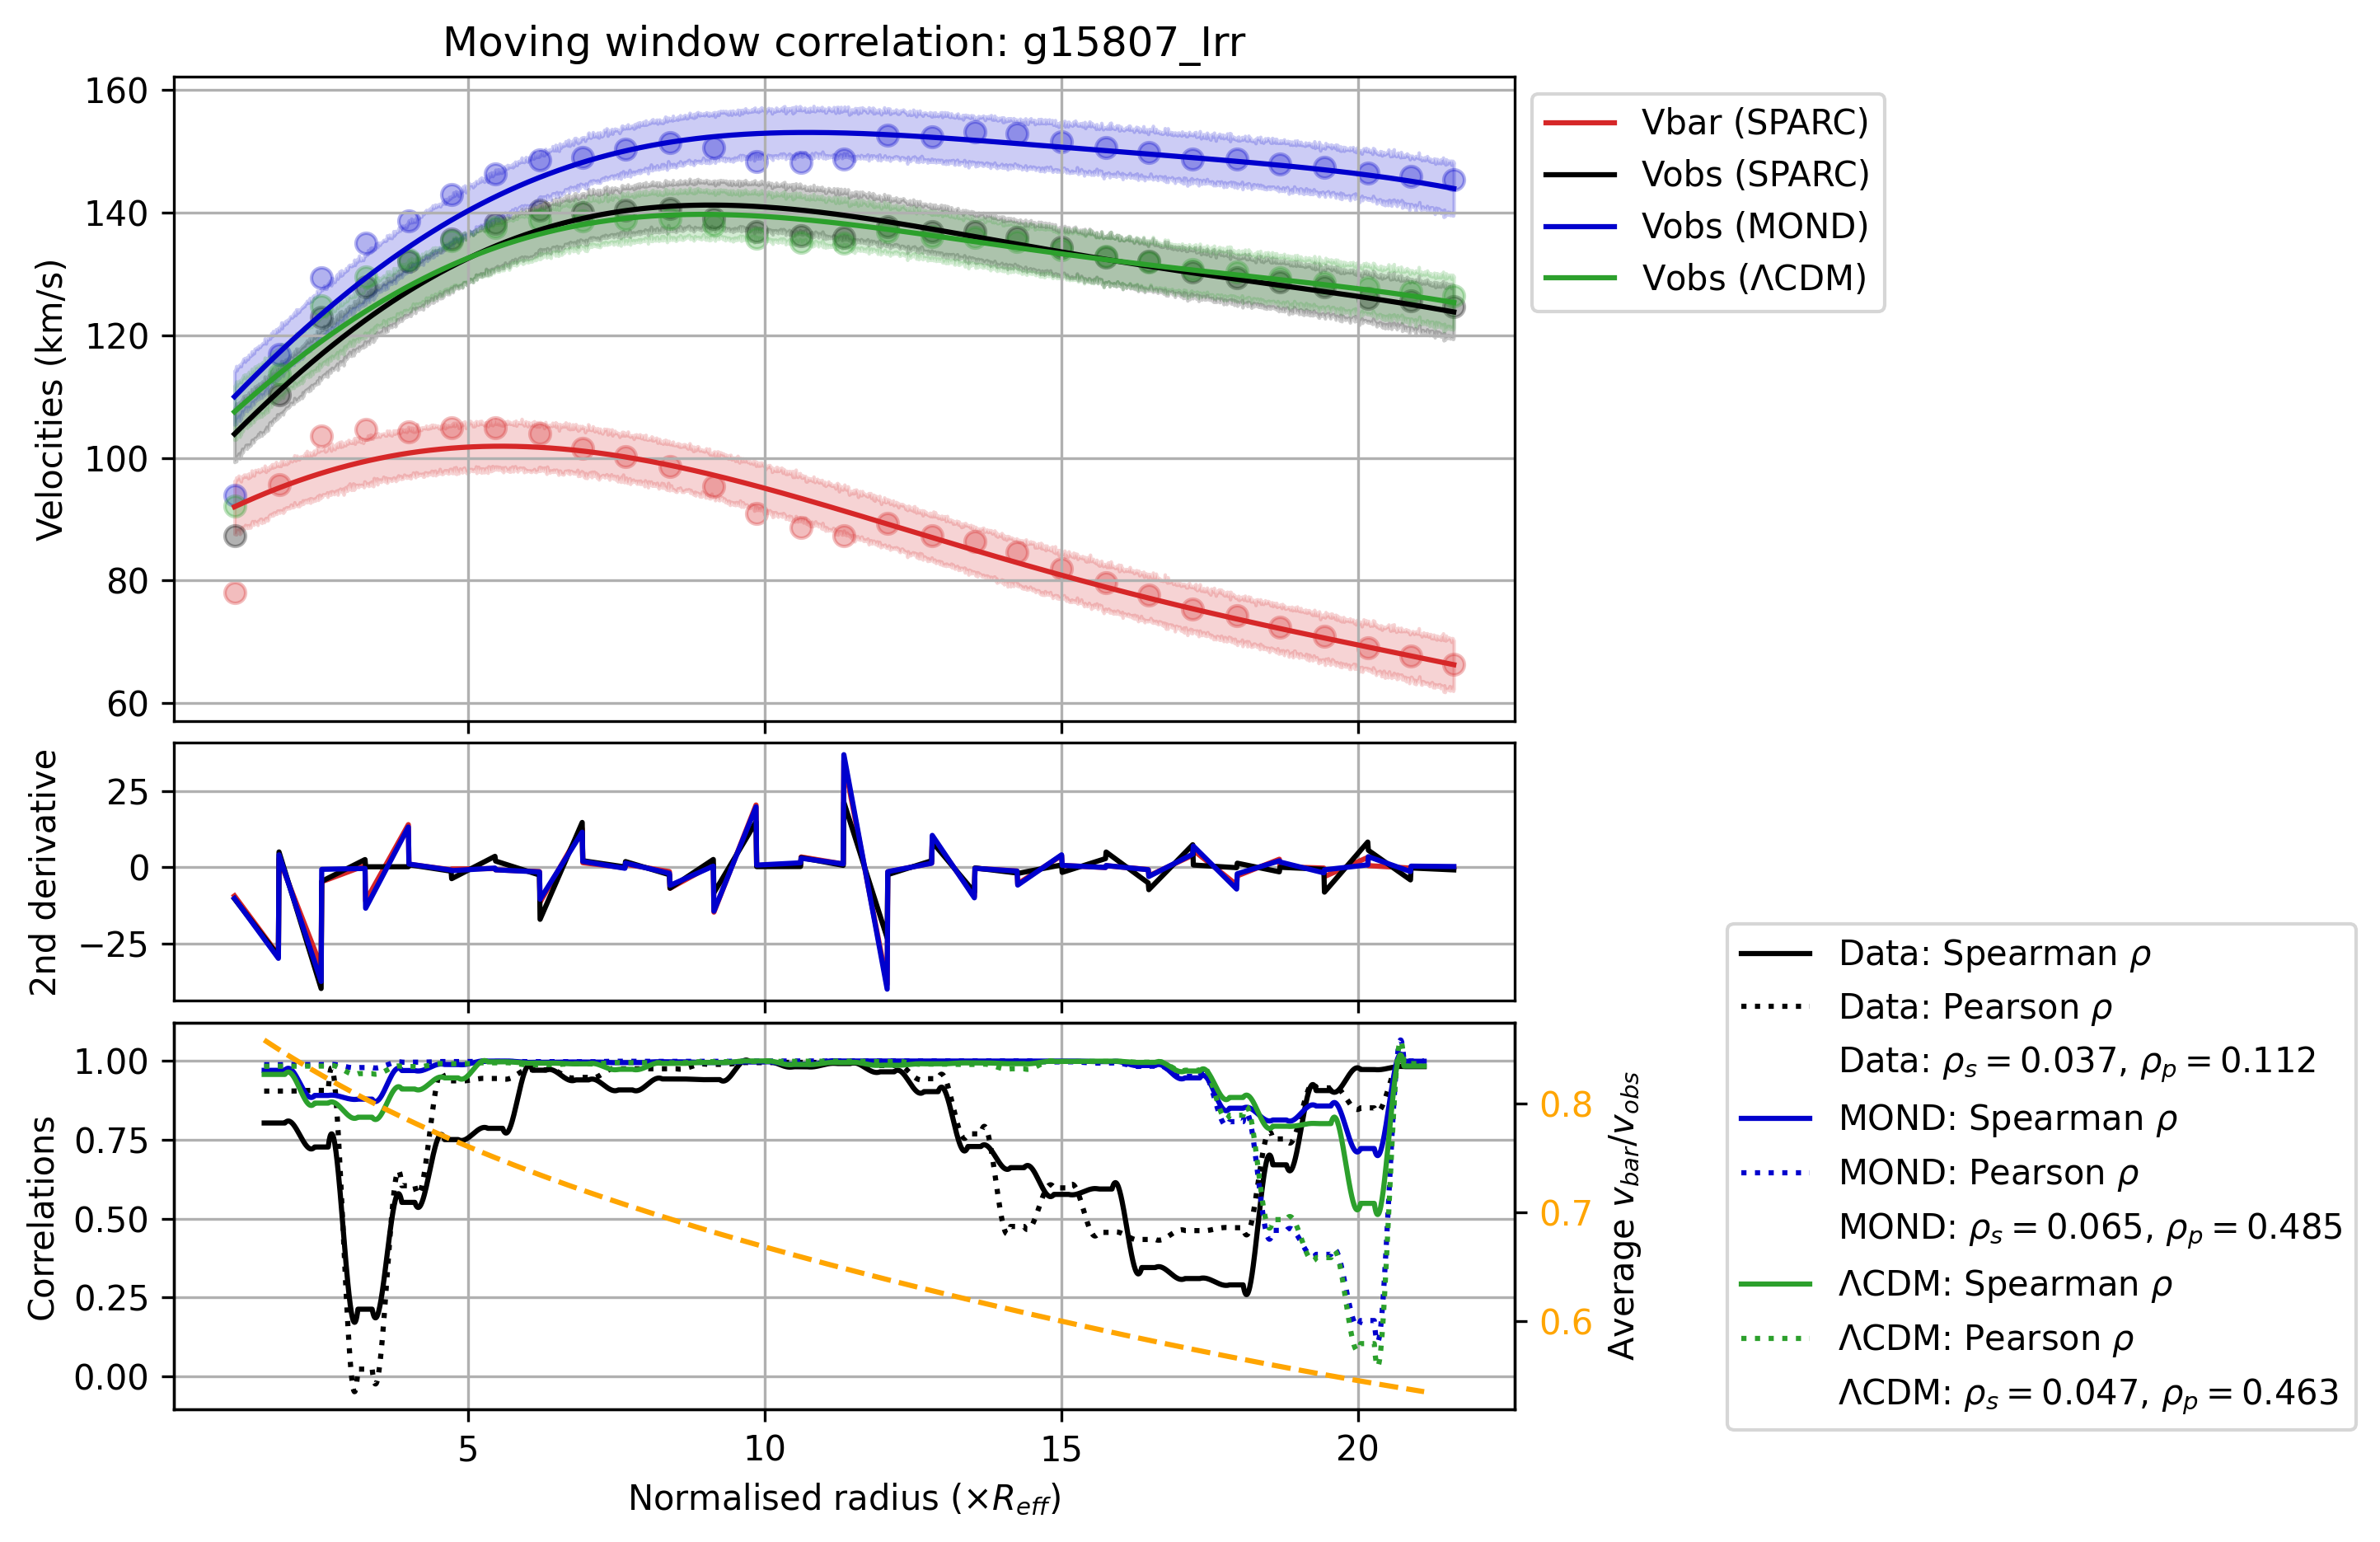 Moving window correlation: g15807_Irr
160
140
120
100
80
60
Velocities (km/s)
Vbar (SPARC)
Vobs (SPARC)
Vobs (MOND)
Vobs (ΛCDM)
25
0
−25
2nd derivative
1.00
0.75
0.50
0.25
0.00
Correlations
0.8
0.7
0.6
Average v_bar/v_obs
5
10
15
20
Normalised radius (×R_eff)
Data: Spearman ρ
Data: Pearson ρ
Data: ρ_s = 0.037, ρ_p = 0.112
MOND: Spearman ρ
MOND: Pearson ρ
MOND: ρ_s = 0.065, ρ_p = 0.485
ΛCDM: Spearman ρ
ΛCDM: Pearson ρ
ΛCDM: ρ_s = 0.047, ρ_p = 0.463